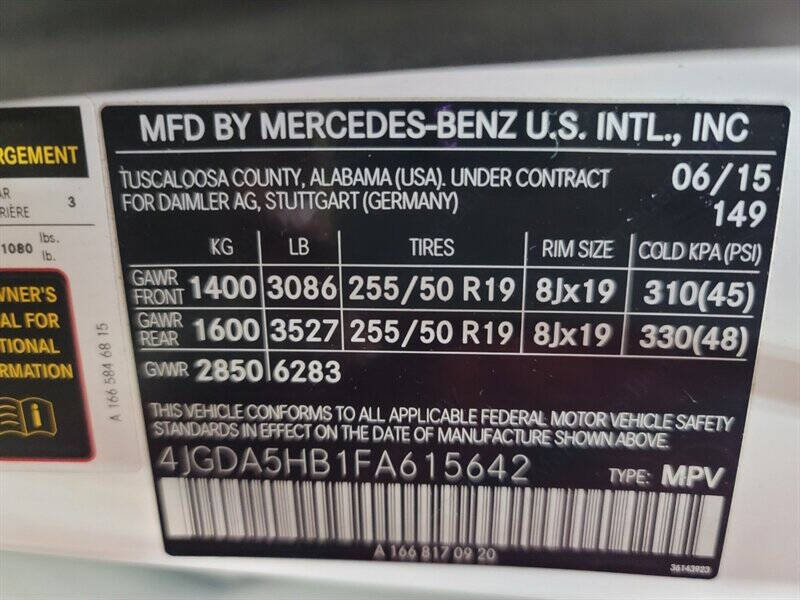 RGEMENT
AR
RIÈRE 3
1080 lbs.
lb.
WNER'S
AL FOR
TIONAL
RMATION
A 166 584 68 15
MFD BY MERCEDES-BENZ U.S. INTL., INC
TUSCALOOSA COUNTY, ALABAMA (USA). UNDER CONTRACT 06/15
FOR DAIMLER AG, STUTTGART (GERMANY) 149
KG LB TIRES RIM SIZE COLD KPA (PSI)
GAWR FRONT 1400 3086 255/50 R19 8Jx19 310(45)
GAWR REAR 1600 3527 255/50 R19 8Jx19 330(48)
GVWR 2850 6283
THIS VEHICLE CONFORMS TO ALL APPLICABLE FEDERAL MOTOR VEHICLE SAFETY
STANDARDS IN EFFECT ON THE DATE OF MANUFACTURE SHOWN ABOVE.
4JGDA5HB1FA615642 TYPE: MPV
A 166 817 09 20
36143923